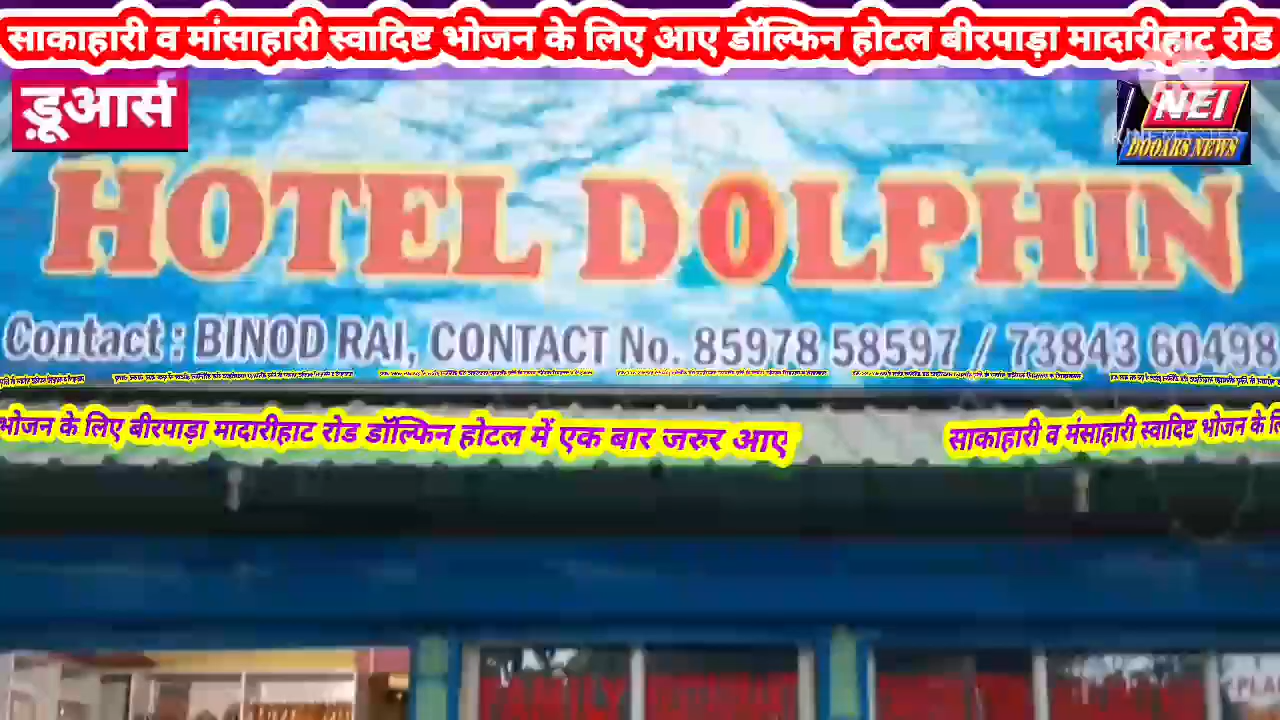 साकाहारी व मांसाहारी स्वादिष्ट भोजन के लिए आए डॉल्फिन होटल बीरपाड़ा मादारीहाट रोड
डूआर्स
NEI
DOOARS NEWS
HOTEL DOLPHIN
Contact : BINOD RAI, CONTACT No. 85978 58597 / 73843 60498
भोजन के लिए बीरपाड़ा मादारीहाट रोड डॉल्फिन होटल में एक बार जरुर आए
साकाहारी व मंसाहारी स्वादिष्ट भोजन के
FAMILY